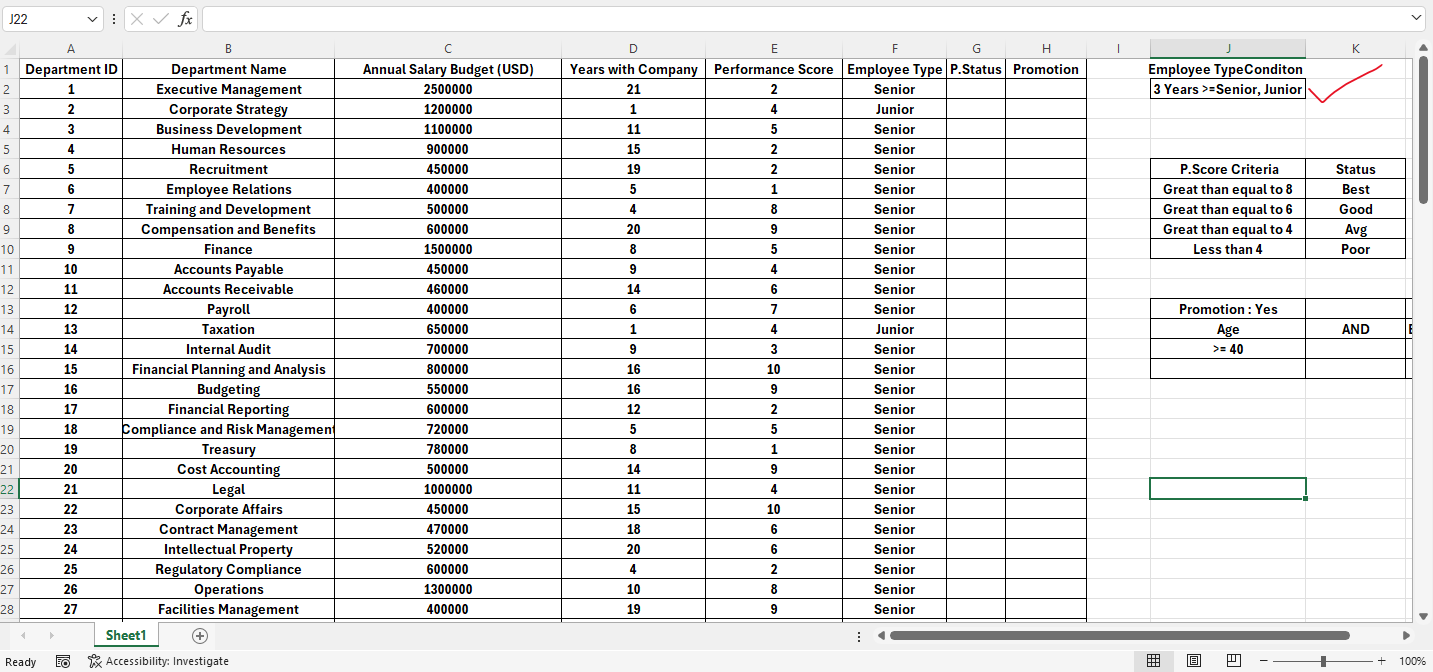 J22
fx
A B C D E F G H I J K
1 Department ID Department Name Annual Salary Budget (USD) Years with Company Performance Score Employee Type P.Status Promotion Employee TypeConditon
2 1 Executive Management 2500000 21 2 Senior 3 Years >=Senior, Junior
3 2 Corporate Strategy 1200000 1 4 Junior
4 3 Business Development 1100000 11 5 Senior
5 4 Human Resources 900000 15 2 Senior
6 5 Recruitment 450000 19 2 Senior P.Score Criteria Status
7 6 Employee Relations 400000 5 1 Senior Great than equal to 8 Best
8 7 Training and Development 500000 4 8 Senior Great than equal to 6 Good
9 8 Compensation and Benefits 600000 20 9 Senior Great than equal to 4 Avg
10 9 Finance 1500000 8 5 Senior Less than 4 Poor
11 10 Accounts Payable 450000 9 4 Senior
12 11 Accounts Receivable 460000 14 6 Senior
13 12 Payroll 400000 6 7 Senior Promotion : Yes
14 13 Taxation 650000 1 4 Junior Age AND
15 14 Internal Audit 700000 9 3 Senior >= 40
16 15 Financial Planning and Analysis 800000 16 10 Senior
17 16 Budgeting 550000 16 9 Senior
18 17 Financial Reporting 600000 12 2 Senior
19 18 Compliance and Risk Management 720000 5 5 Senior
20 19 Treasury 780000 8 1 Senior
21 20 Cost Accounting 500000 14 9 Senior
22 21 Legal 1000000 11 4 Senior
23 22 Corporate Affairs 450000 15 10 Senior
24 23 Contract Management 470000 18 6 Senior
25 24 Intellectual Property 520000 20 6 Senior
26 25 Regulatory Compliance 600000 4 2 Senior
27 26 Operations 1300000 10 8 Senior
28 27 Facilities Management 400000 19 9 Senior
Sheet1
Ready Accessibility: Investigate 100%